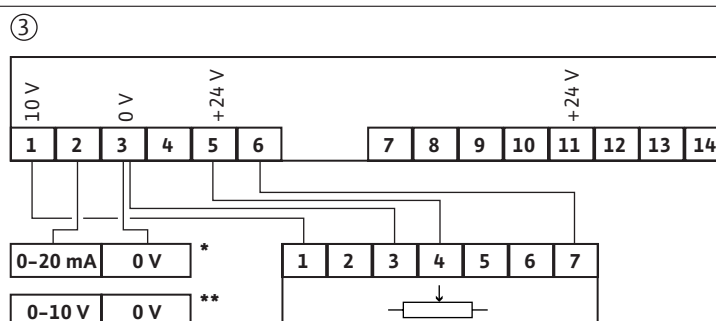 ③
10 V 0 V +24 V +24 V
1 2 3 4 5 6 7 8 9 10 11 12 13 14
0–20 mA 0 V * 1 2 3 4 5 6 7
0–10 V 0 V **